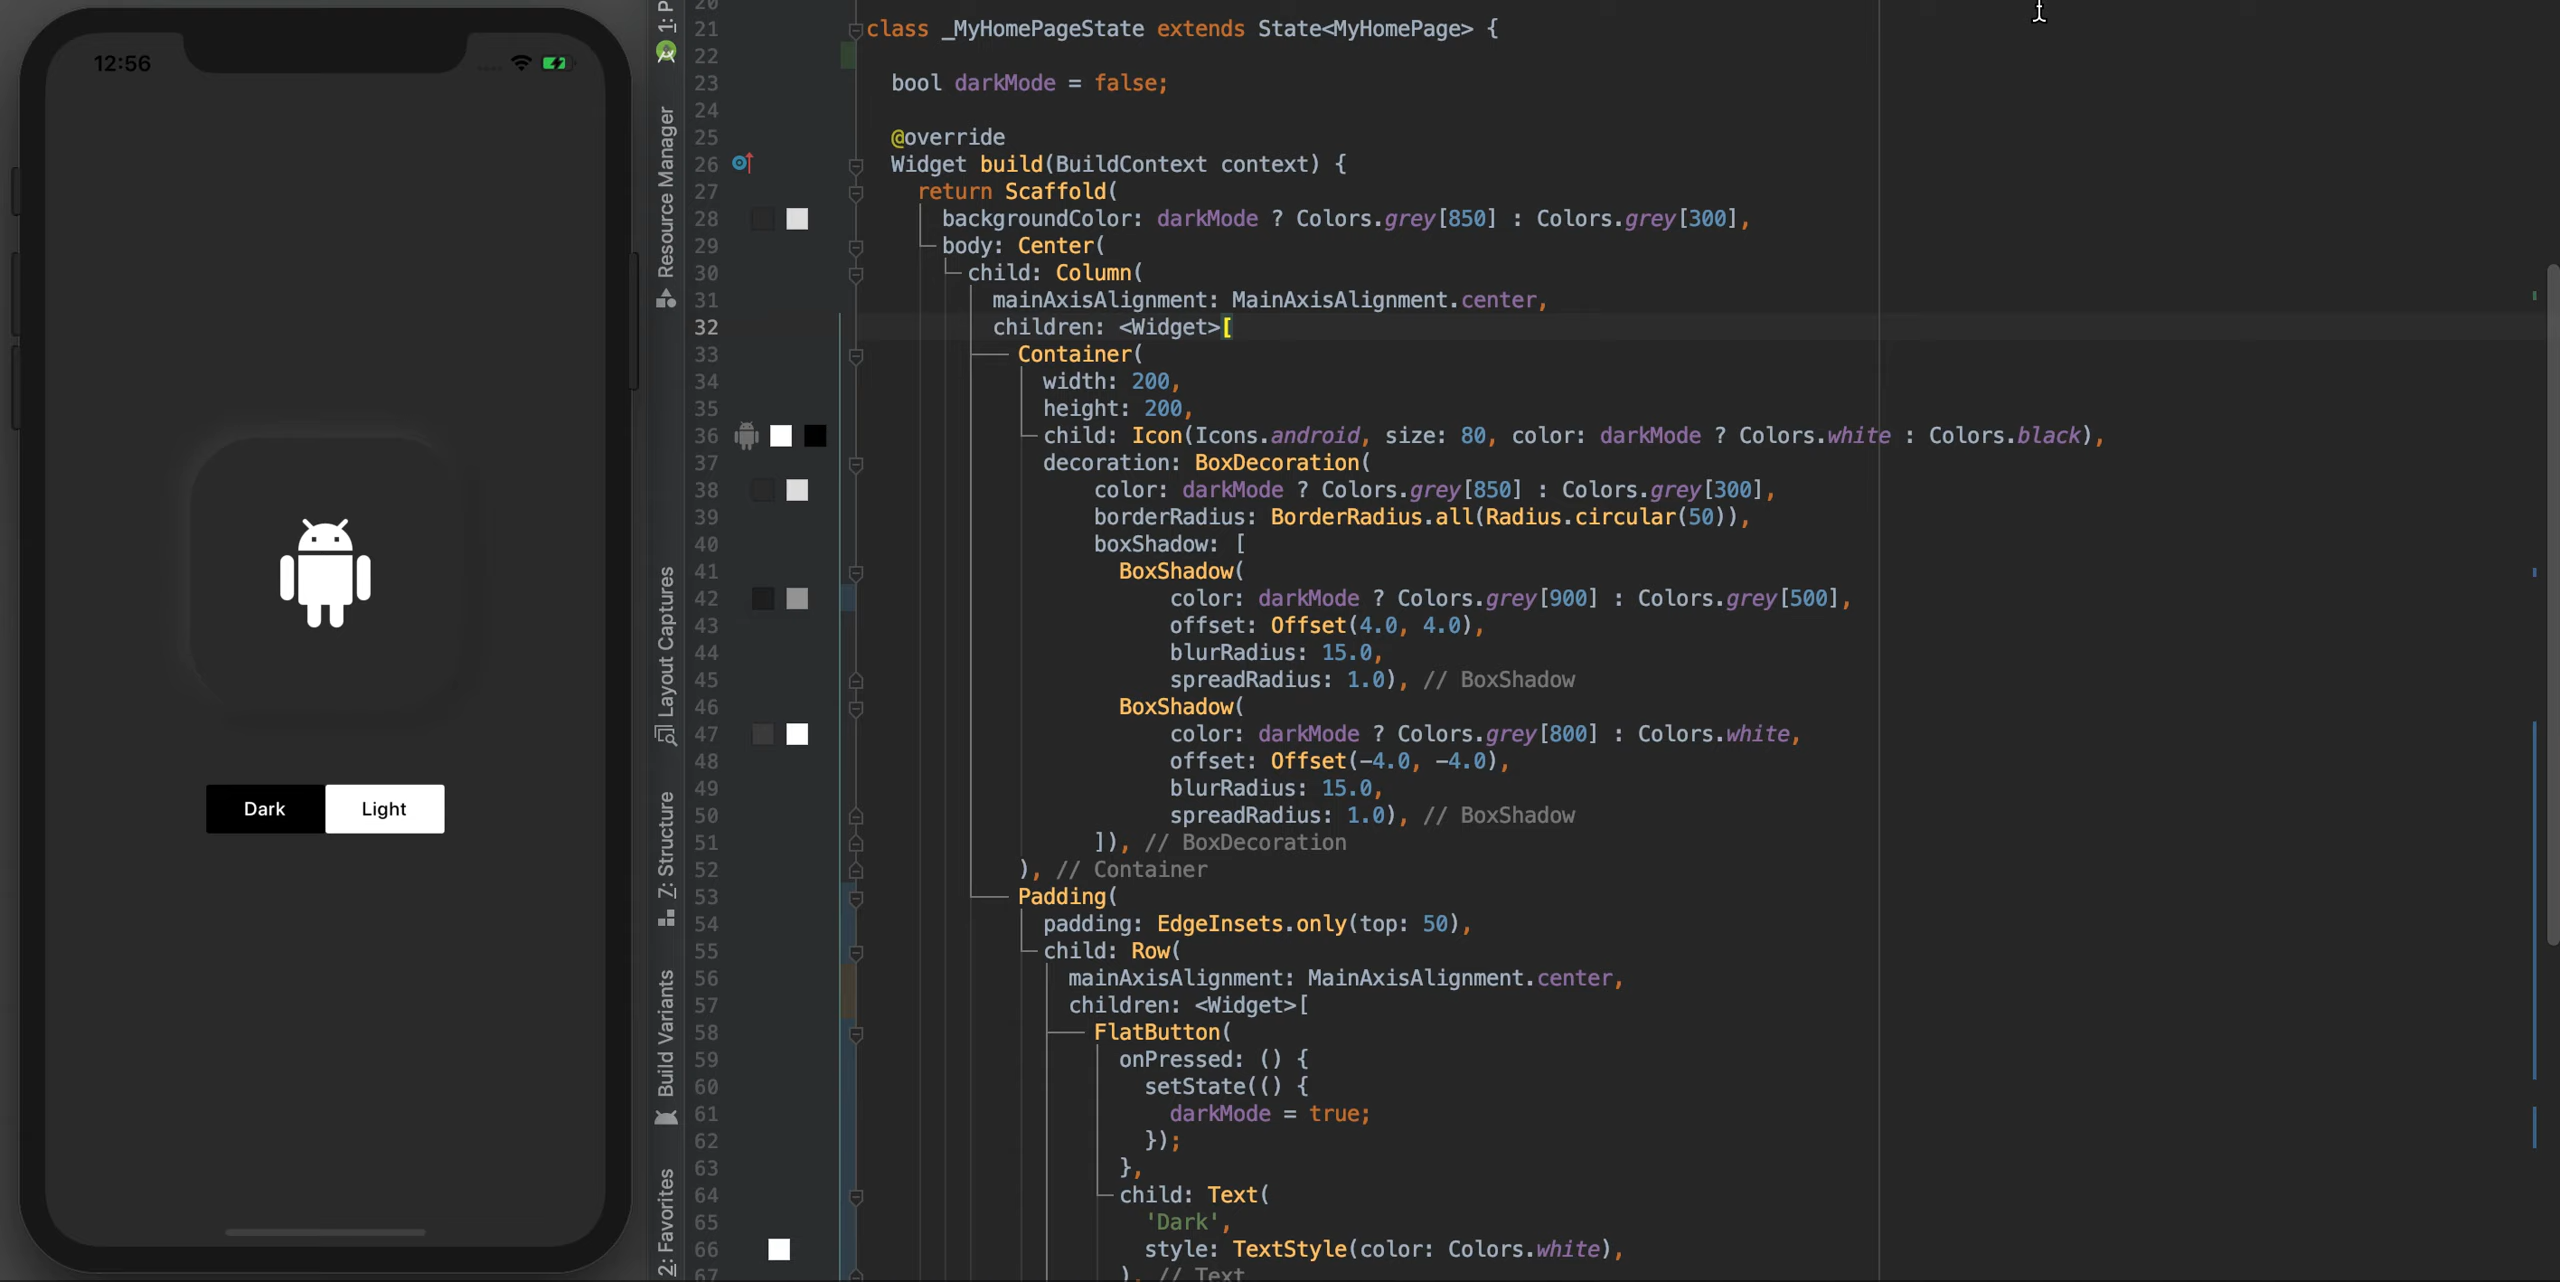 12:56
Dark
Light
1: P
Resource Manager
Layout Captures
Z: Structure
Build Variants
2: Favorites
20
21 class _MyHomePageState extends State<MyHomePage> {
22
23 bool darkMode = false;
24
25 @override
26 Widget build(BuildContext context) {
27 return Scaffold(
28 backgroundColor: darkMode ? Colors.grey[850] : Colors.grey[300],
29 body: Center(
30 child: Column(
31 mainAxisAlignment: MainAxisAlignment.center,
32 children: <Widget>[
33 Container(
34 width: 200,
35 height: 200,
36 child: Icon(Icons.android, size: 80, color: darkMode ? Colors.white : Colors.black),
37 decoration: BoxDecoration(
38 color: darkMode ? Colors.grey[850] : Colors.grey[300],
39 borderRadius: BorderRadius.all(Radius.circular(50)),
40 boxShadow: [
41 BoxShadow(
42 color: darkMode ? Colors.grey[900] : Colors.grey[500],
43 offset: Offset(4.0, 4.0),
44 blurRadius: 15.0,
45 spreadRadius: 1.0), // BoxShadow
46 BoxShadow(
47 color: darkMode ? Colors.grey[800] : Colors.white,
48 offset: Offset(-4.0, -4.0),
49 blurRadius: 15.0,
50 spreadRadius: 1.0), // BoxShadow
51 ]), // BoxDecoration
52 ), // Container
53 Padding(
54 padding: EdgeInsets.only(top: 50),
55 child: Row(
56 mainAxisAlignment: MainAxisAlignment.center,
57 children: <Widget>[
58 FlatButton(
59 onPressed: () {
60 setState(() {
61 darkMode = true;
62 });
63 },
64 child: Text(
65 'Dark',
66 style: TextStyle(color: Colors.white),
67 ), // Text